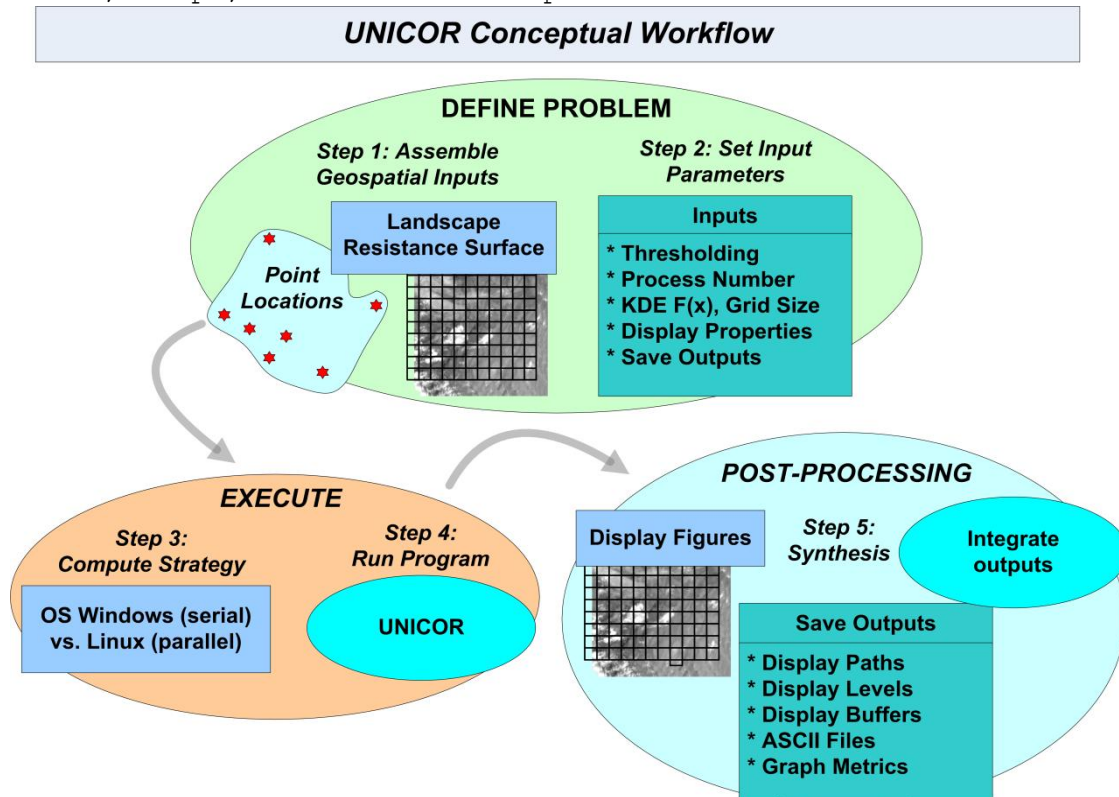 UNICOR Conceptual Workflow
DEFINE PROBLEM
Step 1: Assemble
Geospatial Inputs
Step 2: Set Input
Parameters
Landscape
Resistance Surface
Point
Locations
Inputs
* Thresholding
* Process Number
* KDE F(x), Grid Size
* Display Properties
* Save Outputs
EXECUTE
Step 3:
Compute Strategy
Step 4:
Run Program
OS Windows (serial)
vs. Linux (parallel)
UNICOR
POST-PROCESSING
Display Figures
Step 5:
Synthesis
Integrate
outputs
Save Outputs
* Display Paths
* Display Levels
* Display Buffers
* ASCII Files
* Graph Metrics